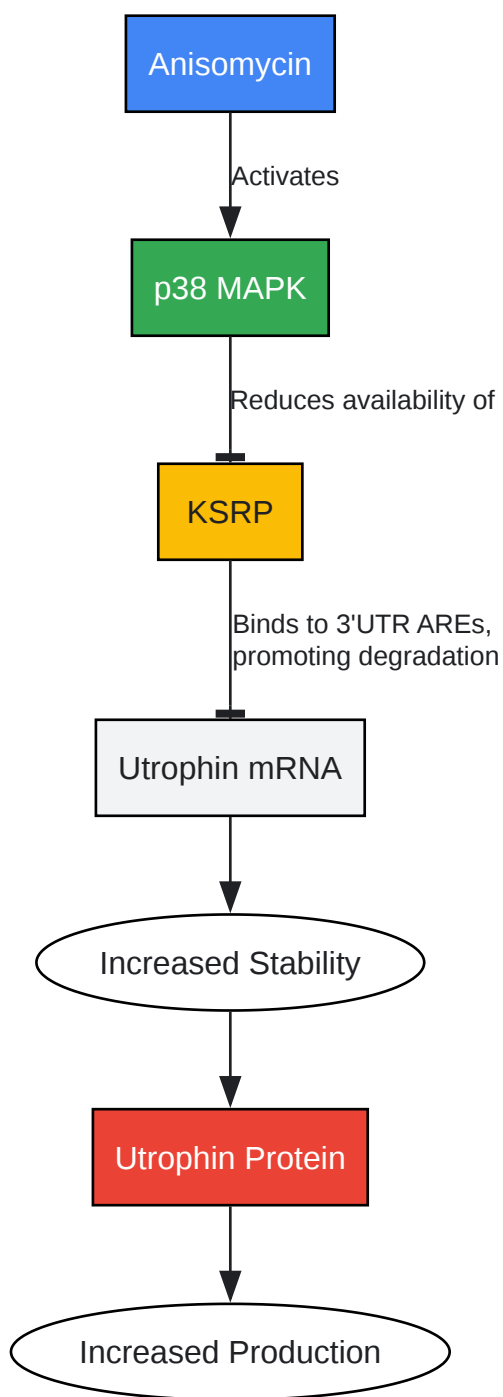 Anisomycin
Activates
p38 MAPK
Reduces availability of
KSRP
Binds to 3'UTR AREs,
promoting degradation
Utrophin mRNA
Increased Stability
Utrophin Protein
Increased Production